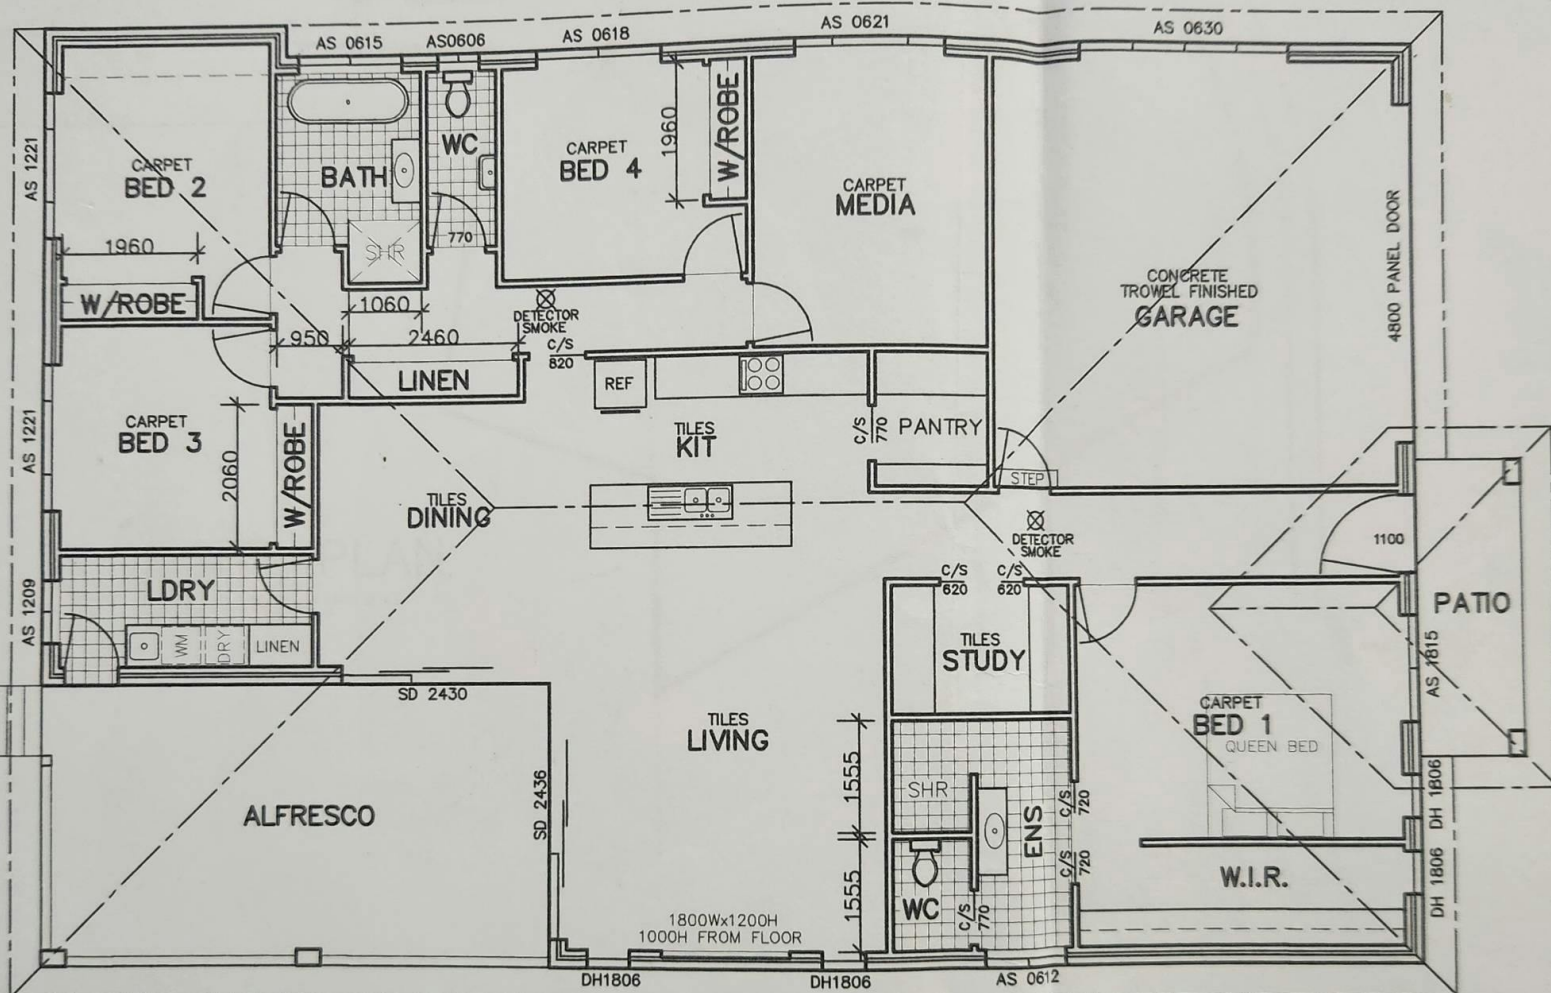 AS 0615
AS0606
AS 0618
AS 0621
AS 0630
AS 1221
CARPET
BED 2
1960
W/ROBE
BATH
SHR
WC
770
CARPET
BED 4
1960
W/ROBE
CARPET
MEDIA
CONCRETE
TROWEL FINISHED
GARAGE
4800 PANEL DOOR
1060
950
2460
DETECTOR
SMOKE
C/S
820
LINEN
REF
AS 1221
CARPET
BED 3
2060
W/ROBE
TILES
DINING
TILES
KIT
C/S
770
PANTRY
STEP
DETECTOR
SMOKE
1100
PATIO
AS 1209
LDRY
WM
DRY
LINEN
SD 2430
C/S
620
C/S
620
TILES
STUDY
AS 1815
CARPET
BED 1
QUEEN BED
TILES
LIVING
ALFRESCO
SD 2436
1555
1555
SHR
ENS
C/S
720
C/S
720
DH 1806
DH 1806
W.I.R.
WC
C/S
770
1800Wx1200H
1000H FROM FLOOR
DH1806
DH1806
AS 0612